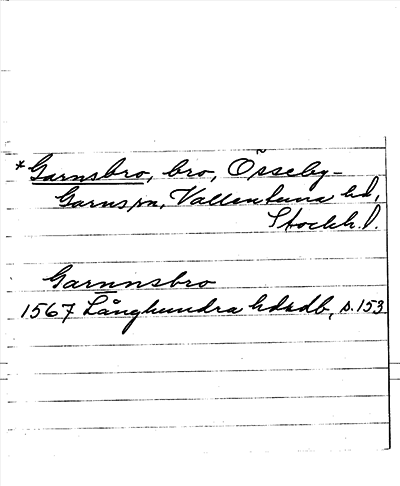 *Garnsbro, bro, Össeby-
Garns sn, Vallentuna hd,
Stockh. l.
Garnnsbro
1567 Långhundra hdsdb, s. 153